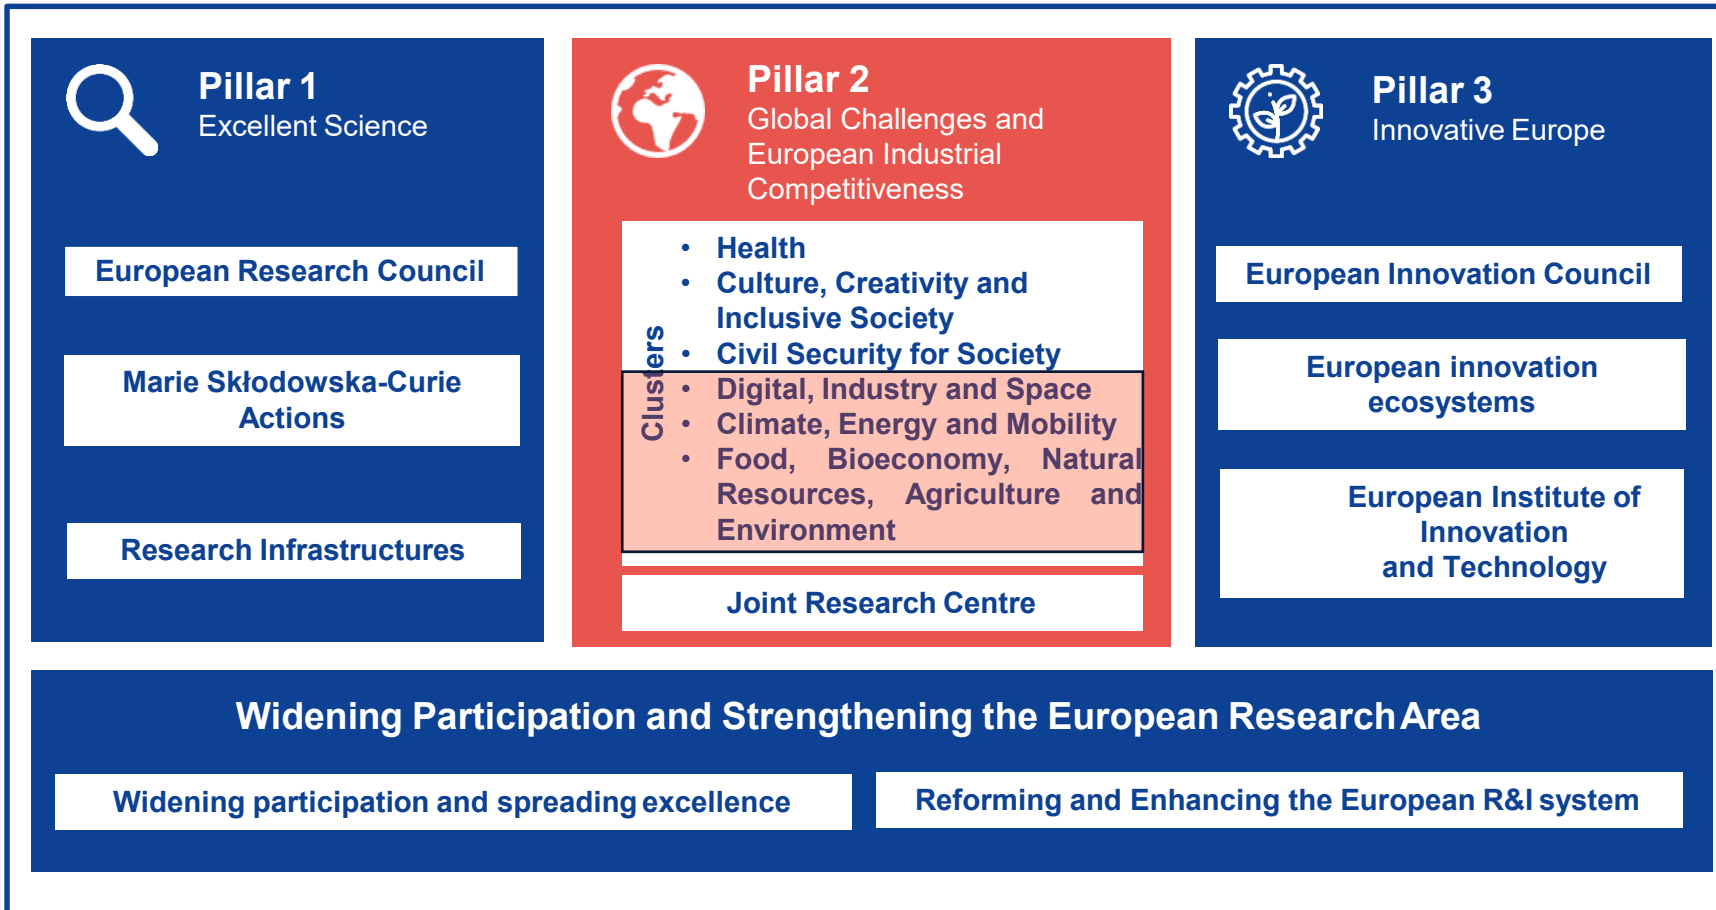 Pillar 1
Excellent Science
European Research Council
Marie Skłodowska-Curie
Actions
Research Infrastructures
Pillar 2
Global Challenges and
European Industrial
Competitiveness
Clusters
• Health
• Culture, Creativity and
Inclusive Society
• Civil Security for Society
• Digital, Industry and Space
• Climate, Energy and Mobility
• Food, Bioeconomy, Natural
Resources, Agriculture and
Environment
Joint Research Centre
Pillar 3
Innovative Europe
European Innovation Council
European innovation
ecosystems
European Institute of
Innovation
and Technology
Widening Participation and Strengthening the European Research Area
Widening participation and spreading excellence
Reforming and Enhancing the European R&I system